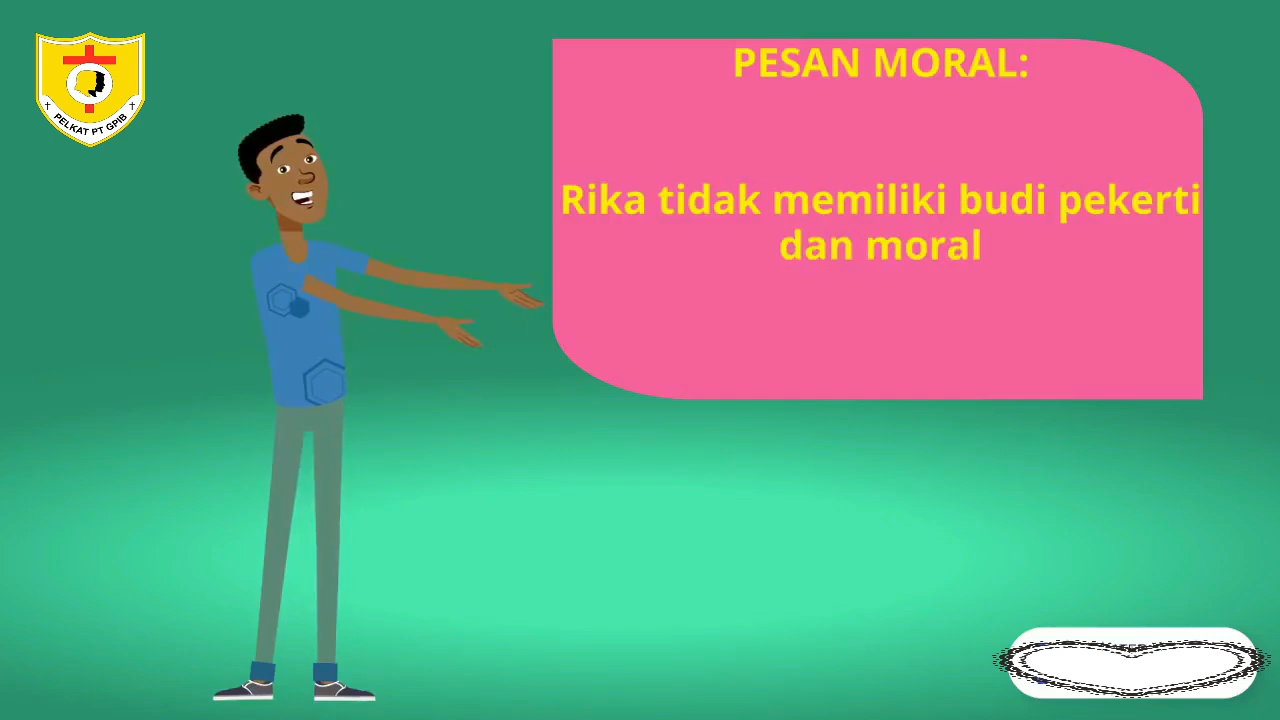 PELKAT PT GPIB
PESAN MORAL:
Rika tidak memiliki budi pekerti
dan moral